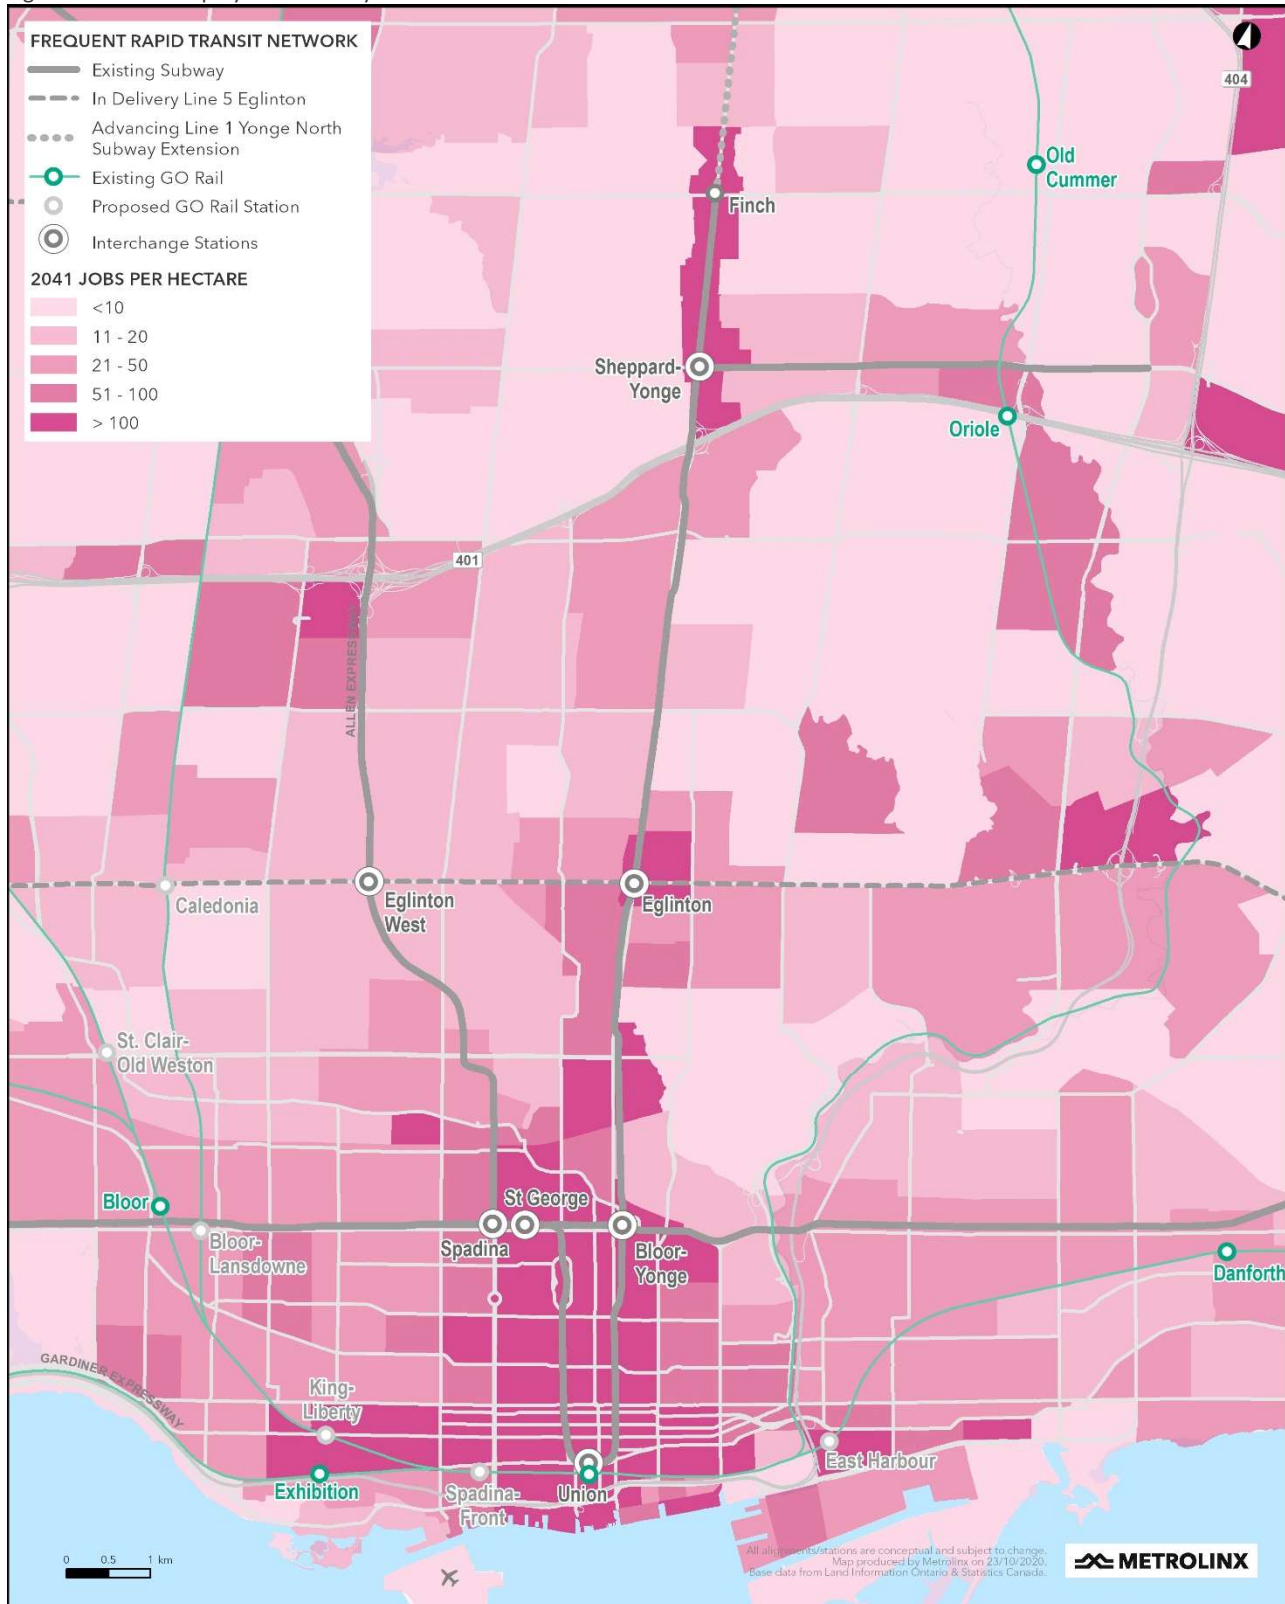 FREQUENT RAPID TRANSIT NETWORK
Existing Subway
In Delivery Line 5 Eglinton
Advancing Line 1 Yonge North
Subway Extension
Existing GO Rail
Proposed GO Rail Station
Interchange Stations
2041 JOBS PER HECTARE
<10
11 - 20
21 - 50
51 - 100
> 100
404
Old
Cummer
Finch
Sheppard-
Yonge
Oriole
401
ALLEN EXPRESSWAY
Caledonia
Eglinton
West
Eglinton
St. Clair-
Old Weston
Bloor
Bloor-
Lansdowne
St George
Spadina
Bloor-
Yonge
Danforth
GARDINER EXPRESSWAY
King-
Liberty
Exhibition
Spadina-
Front
Union
East Harbour
0 0.5 1 km
All alignments/stations are conceptual and subject to change.
Map produced by Metrolinx on 23/10/2020.
Base data from Land Information Ontario & Statistics Canada.
METROLINX